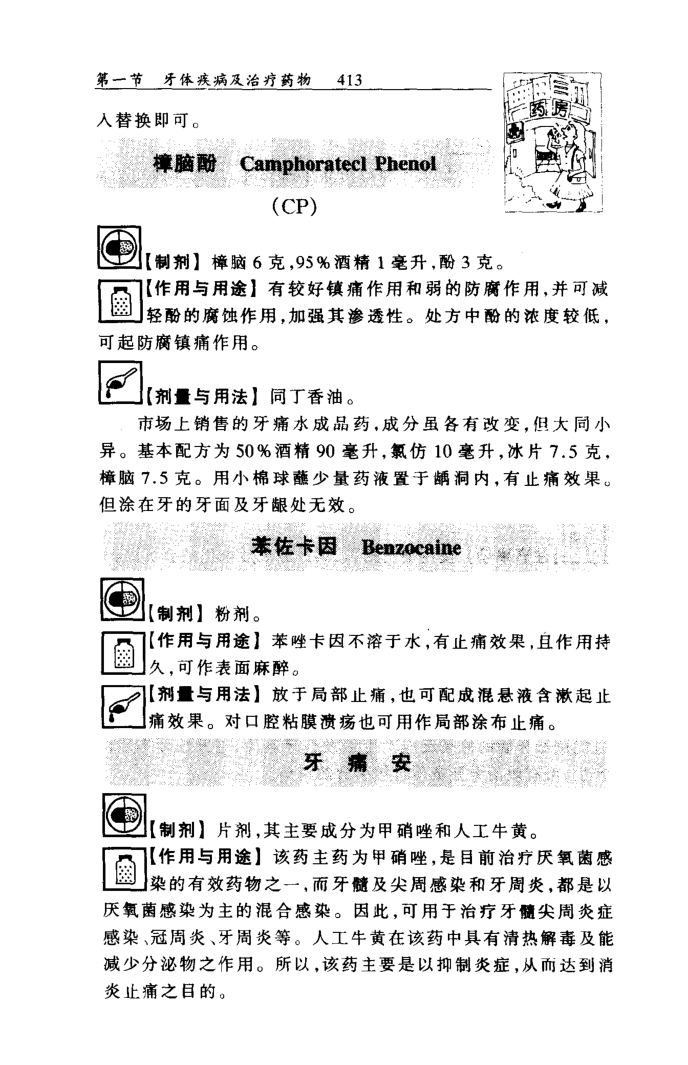 第一节 牙体疾病及治疗药物 413
药房
人替换即可。
樟脑酚 Camphoratecl Phenol
(CP)
【制剂】樟脑 6 克,95%酒精 1 毫升,酚 3 克。
【作用与用途】有较好镇痛作用和弱的防腐作用,并可减
轻酚的腐蚀作用,加强其渗透性。处方中酚的浓度较低,
可起防腐镇痛作用。
【剂量与用法】同丁香油。
市场上销售的牙痛水成品药,成分虽各有改变,但大同小
异。基本配方为 50%酒精 90 毫升,氯仿 10 毫升,冰片 7.5 克,
樟脑 7.5 克。用小棉球蘸少量药液置于龋洞内,有止痛效果。
但涂在牙的牙面及牙龈处无效。
苯佐卡因 Benzocaine
【制剂】粉剂。
【作用与用途】苯唑卡因不溶于水,有止痛效果,且作用持
久,可作表面麻醉。
【剂量与用法】放于局部止痛,也可配成混悬液含漱起止
痛效果。对口腔粘膜溃疡也可用作局部涂布止痛。
牙痛安
【制剂】片剂,其主要成分为甲硝唑和人工牛黄。
【作用与用途】该药主药为甲硝唑,是目前治疗厌氧菌感
染的有效药物之一,而牙髓及尖周感染和牙周炎,都是以
厌氧菌感染为主的混合感染。因此,可用于治疗牙髓尖周炎症
感染、冠周炎、牙周炎等。人工牛黄在该药中具有清热解毒及能
减少分泌物之作用。所以,该药主要是以抑制炎症,从而达到消
炎止痛之目的。